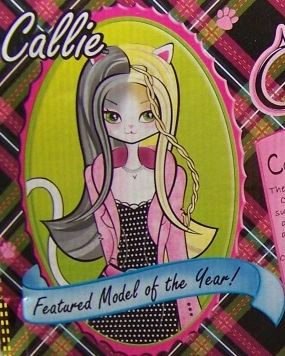 Callie
Featured Model of the Year!